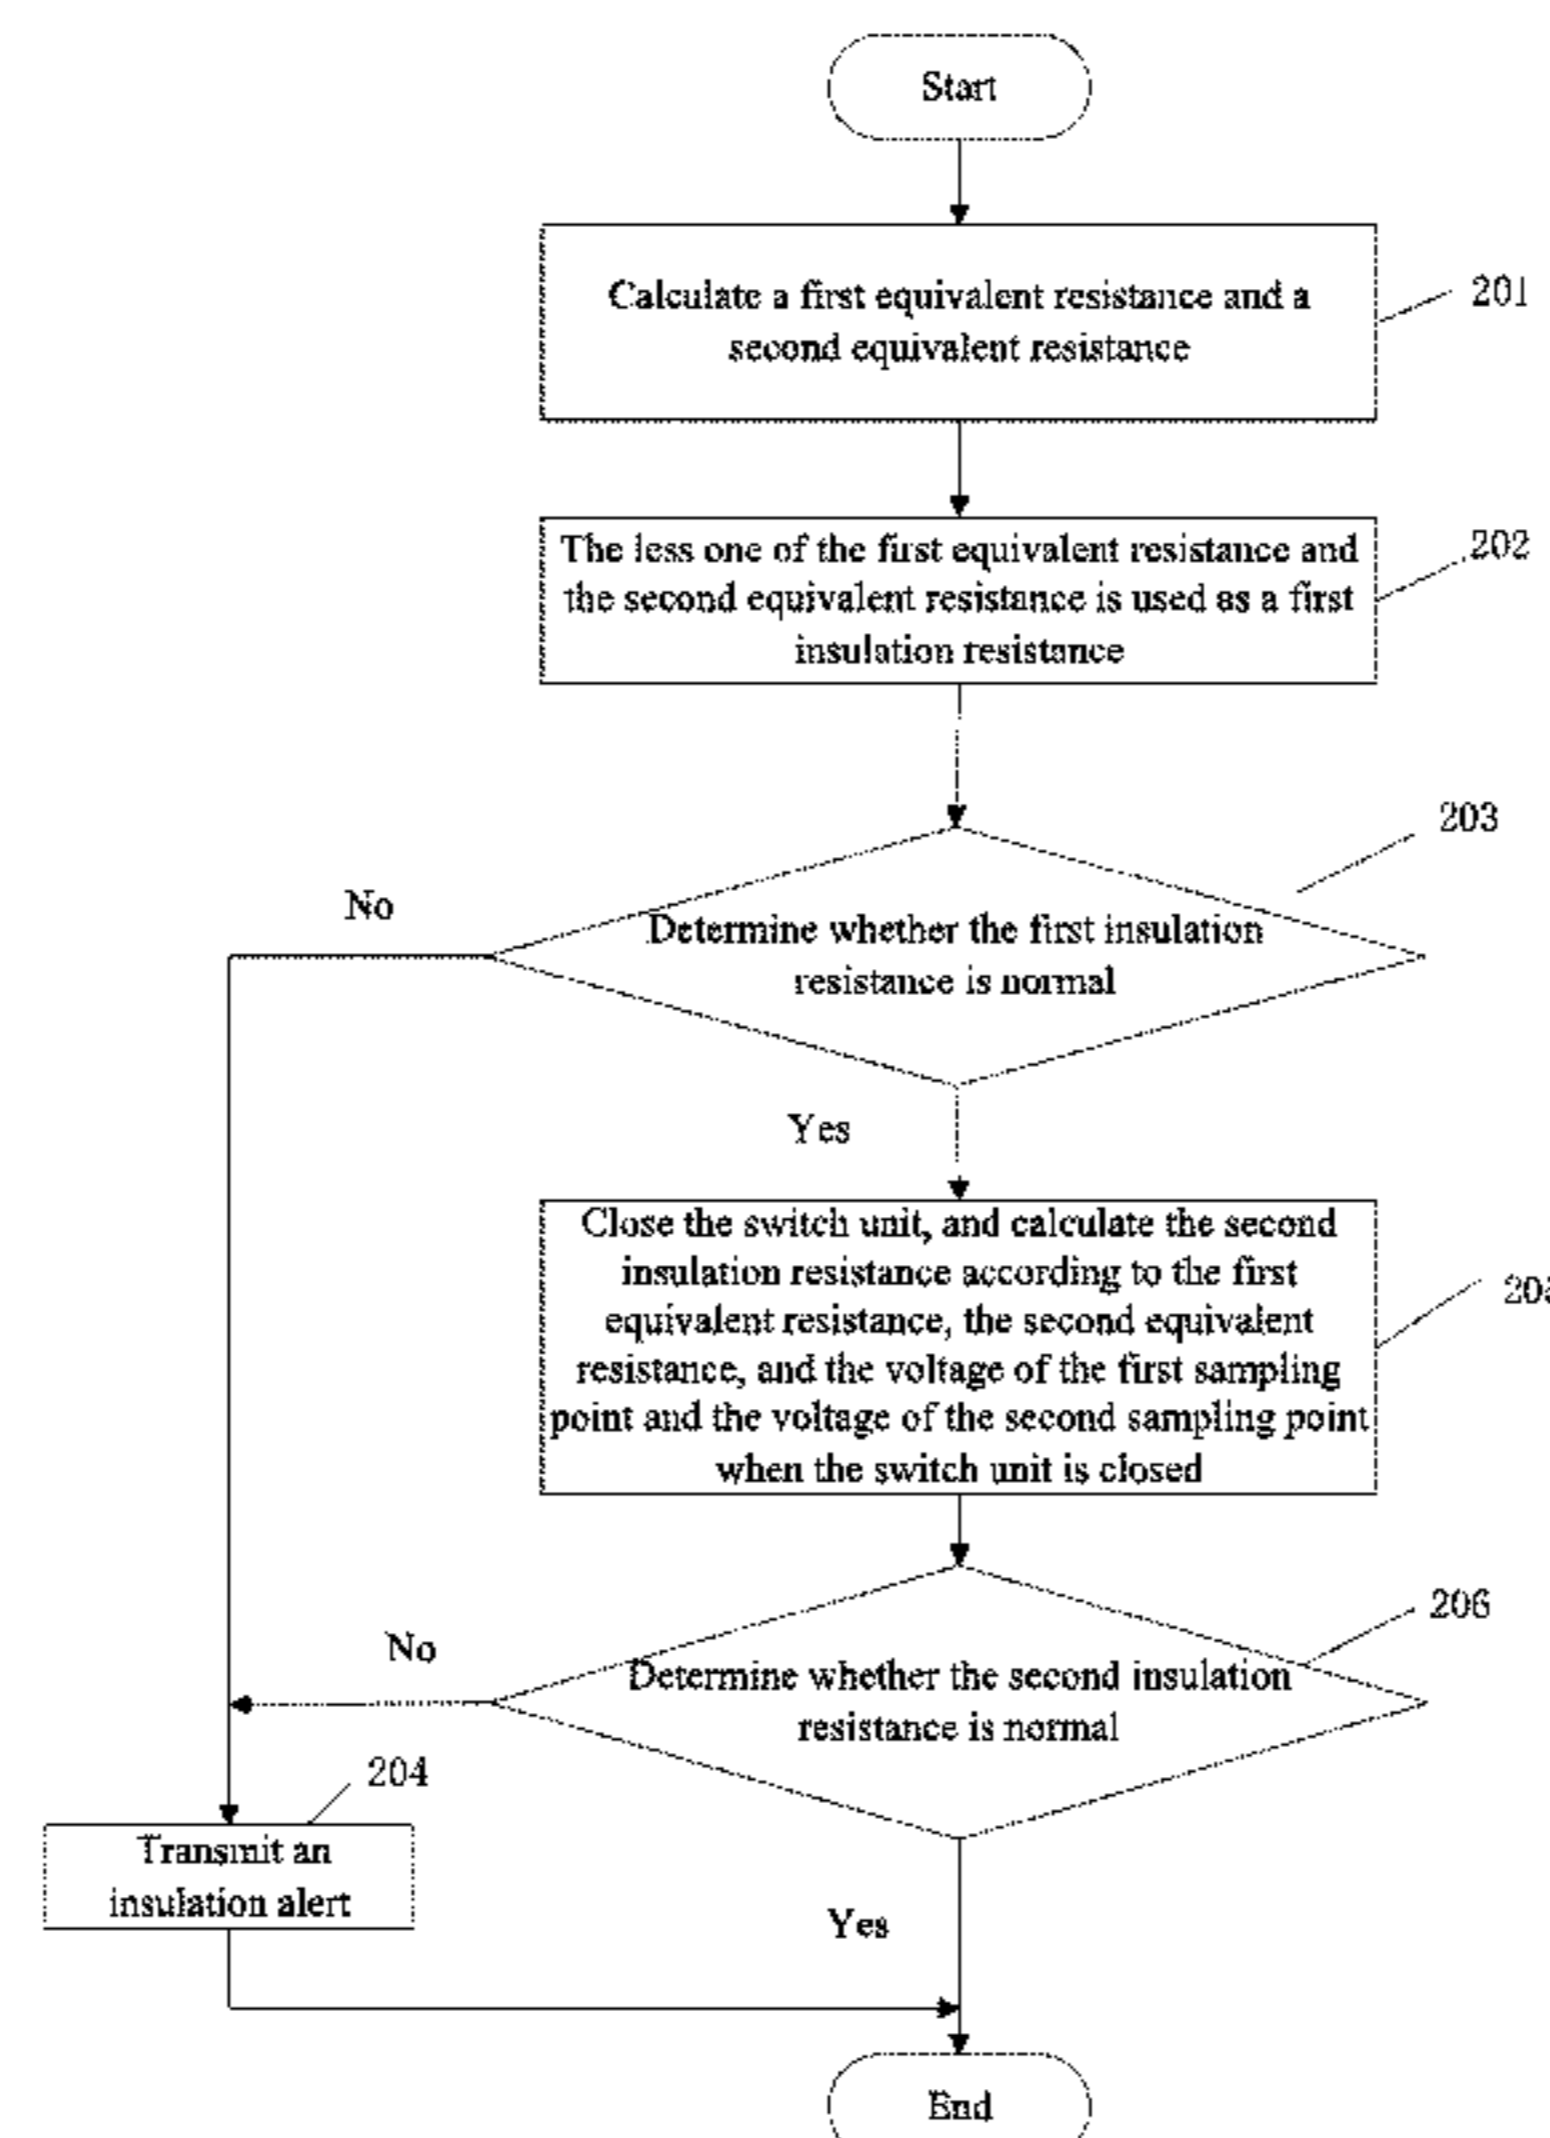 Start
Calculate a first equivalent resistance and a
second equivalent resistance
201
The less one of the first equivalent resistance and
the second equivalent resistance is used as a first
insulation resistance
202
203
No
Determine whether the first insulation
resistance is normal
Yes
Close the switch unit, and calculate the second
insulation resistance according to the first
equivalent resistance, the second equivalent
resistance, and the voltage of the first sampling
point and the voltage of the second sampling point
when the switch unit is closed
206
No
Determine whether the second insulation
resistance is normal
204
Transmit an
insulation alert
Yes
End